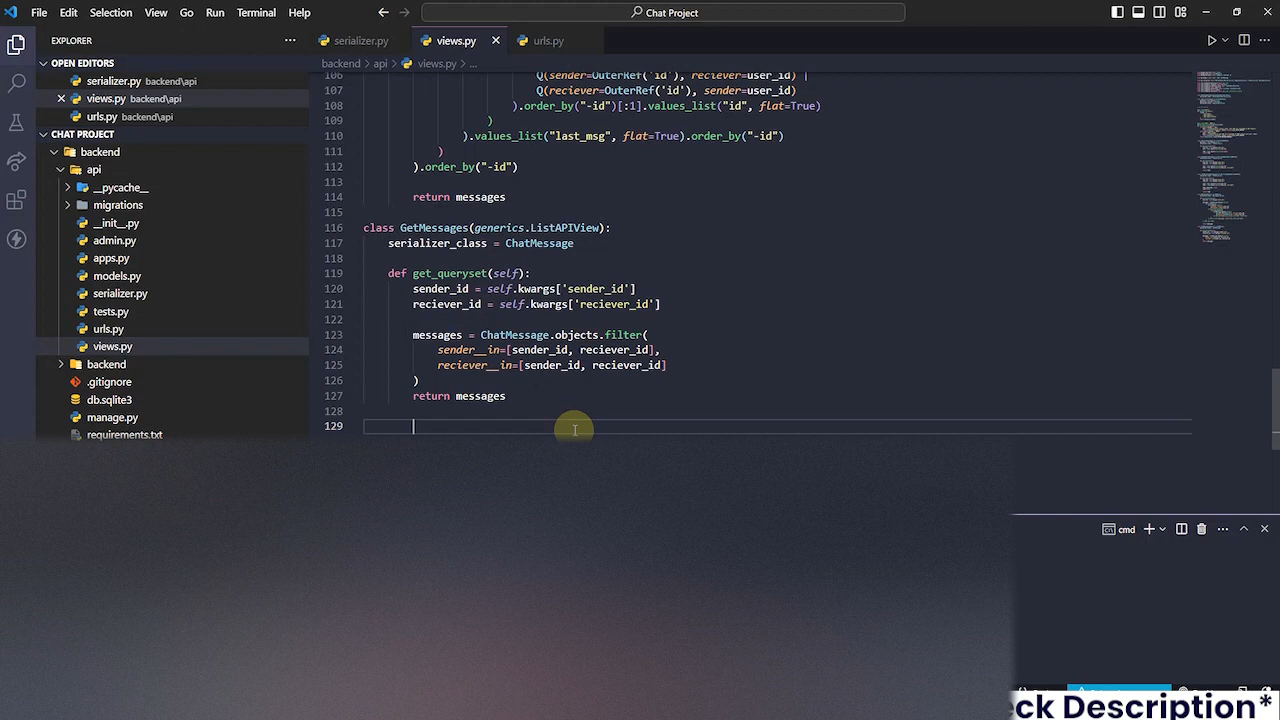 File Edit Selection View Go Run Terminal Help
Chat Project
EXPLORER
serializer.py
views.py
urls.py
OPEN EDITORS
serializer.py backend\api
views.py backend\api
urls.py backend\api
CHAT PROJECT
backend
api
__pycache__
migrations
__init__.py
admin.py
apps.py
models.py
serializer.py
tests.py
urls.py
views.py
backend
.gitignore
db.sqlite3
manage.py
requirements.txt
backend > api > views.py > ...
106 Q(sender=OuterRef('id'), reciever=user_id) |
107 Q(reciever=OuterRef('id'), sender=user_id)
108 ).order_by("-id")[:1].values_list("id", flat=True)
109 )
110 ).values_list("last_msg", flat=True).order_by("-id")
111 )
112 ).order_by("-id")
113
114 return messages
115
116 class GetMessages(generics.ListAPIView):
117 serializer_class = Message
118
119 def get_queryset(self):
120 sender_id = self.kwargs['sender_id']
121 reciever_id = self.kwargs['reciever_id']
122
123 messages = ChatMessage.objects.filter(
124 sender__in=[sender_id, reciever_id],
125 reciever__in=[sender_id, reciever_id]
126 )
127 return messages
128
129
cmd
ck Description*